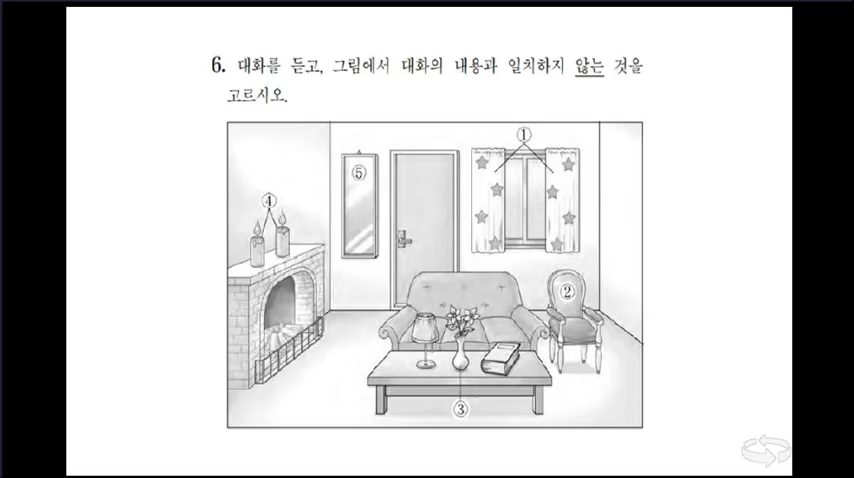 6. 대화를 듣고, 그림에서 대화의 내용과 일치하지 않는 것을
고르시오.
①
⑤
④
②
③